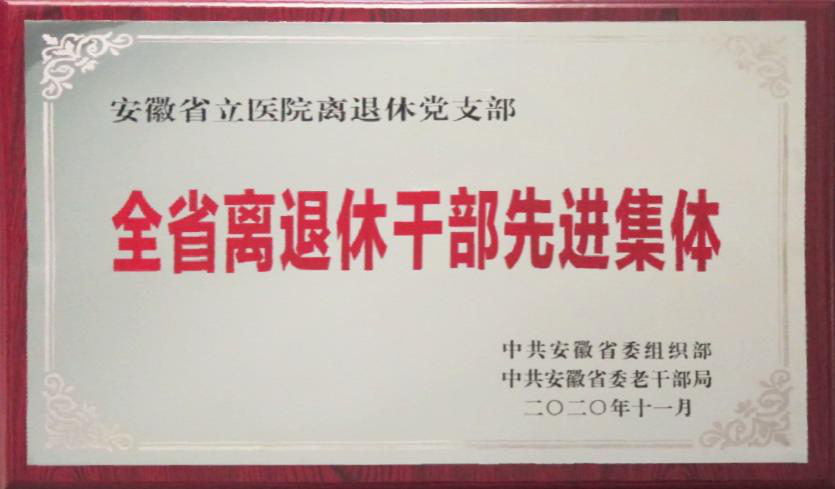 安徽省立医院离退休党支部
全省离退休干部先进集体
中共安徽省委组织部
中共安徽省委老干部局
二〇二〇年十一月